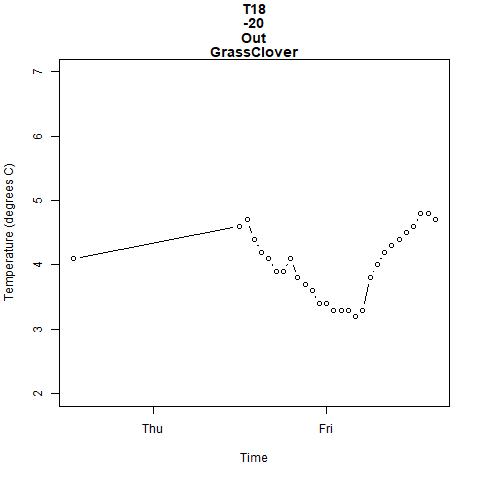 T18
-20
Out
GrassClover
Temperature (degrees C)
7
6
5
4
3
2
Thu
Fri
Time